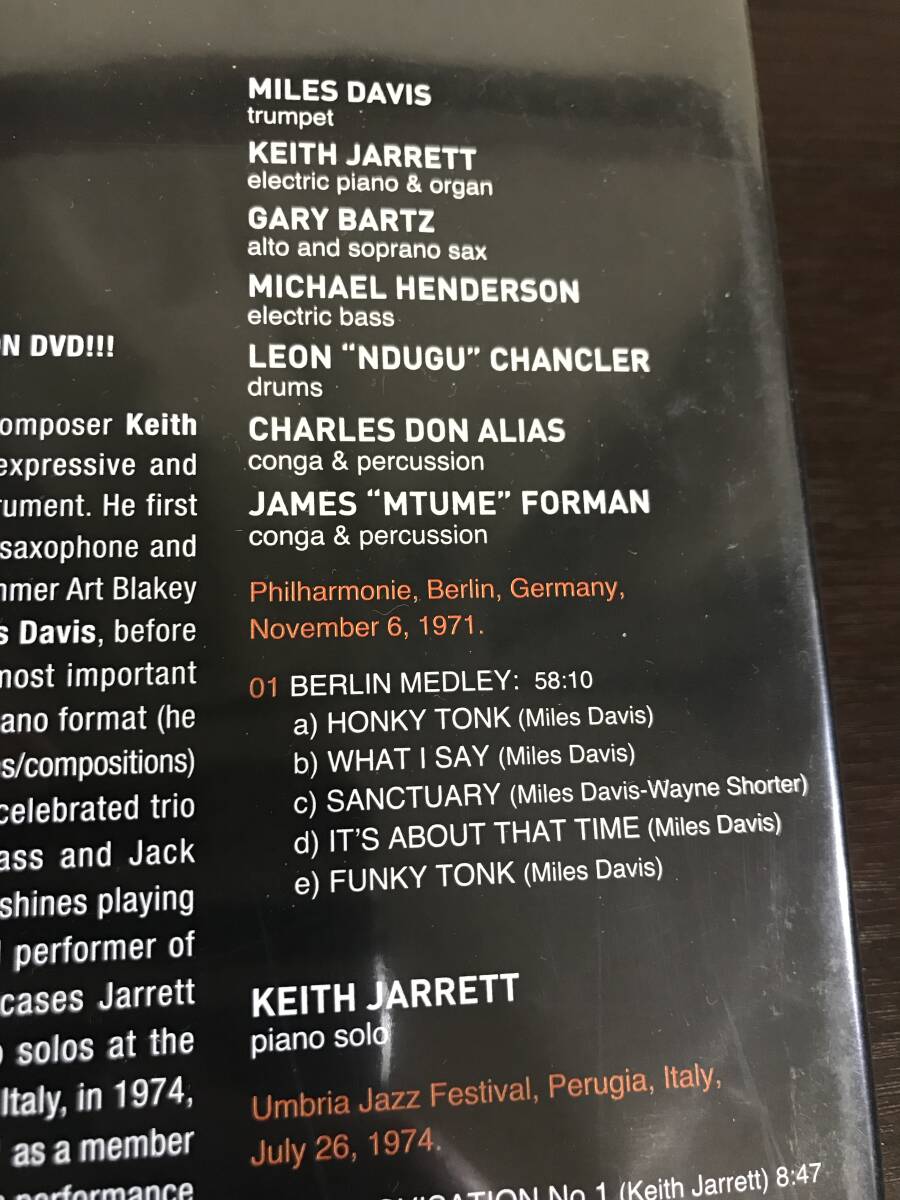 N DVD!!!
Keith
expressive and
He first
saxophone and
Art Blakey
Davis, before
most important
format (he
s/compositions)
celebrated trio
and Jack
shines playing
performer of
Jarrett
solos at the
Italy, in 1974,
as a member
performance
MILES DAVIS
trumpet
KEITH JARRETT
electric piano & organ
GARY BARTZ
alto and soprano sax
MICHAEL HENDERSON
electric bass
LEON “NDUGU” CHANCLER
drums
CHARLES DON ALIAS
conga & percussion
JAMES “MTUME” FORMAN
conga & percussion
Philharmonie, Berlin, Germany,
November 6, 1971.
01 BERLIN MEDLEY: 58:10
a) HONKY TONK (Miles Davis)
b) WHAT I SAY (Miles Davis)
c) SANCTUARY (Miles Davis-Wayne Shorter)
d) IT'S ABOUT THAT TIME (Miles Davis)
e) FUNKY TONK (Miles Davis)
KEITH JARRETT
piano solo
Umbria Jazz Festival, Perugia, Italy,
July 26, 1974.
No 1 (Keith Jarrett) 8:47